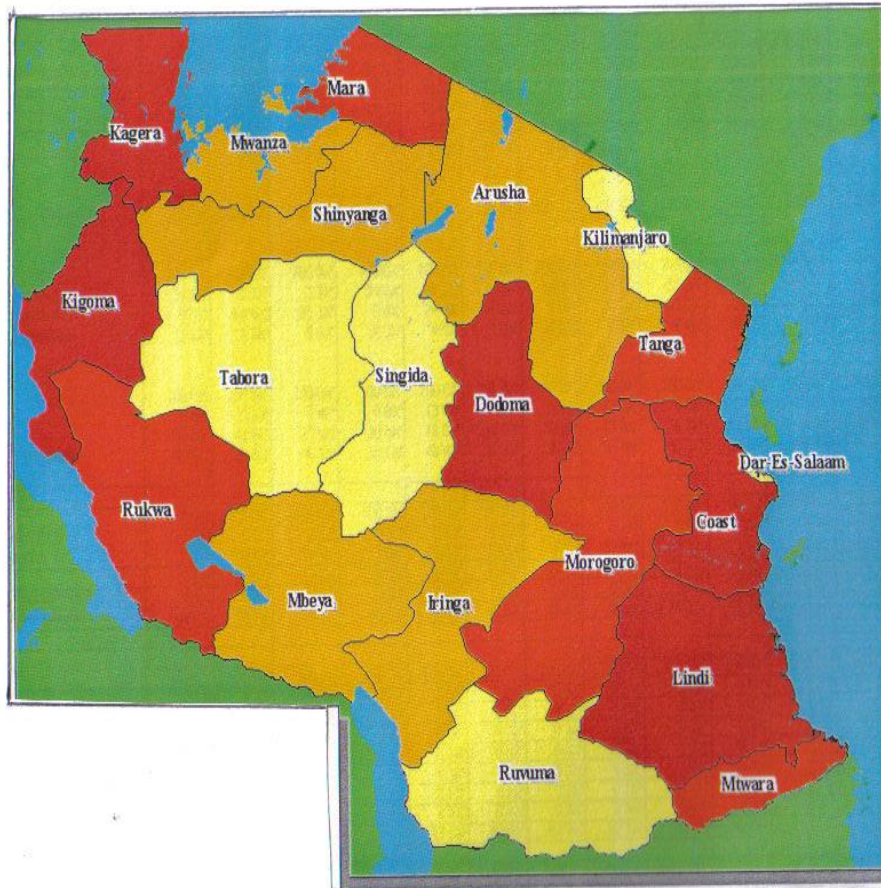 Mara
Kagera
Mwanza
Arusha
Shinyanga
Kilimanjaro
Kigoma
Tanga
Tabora
Singida
Dodoma
Dar-Es-Salaam
Rukwa
Coast
Morogoro
Mbeya
Iringa
Lindi
Ruvuma
Mtwara